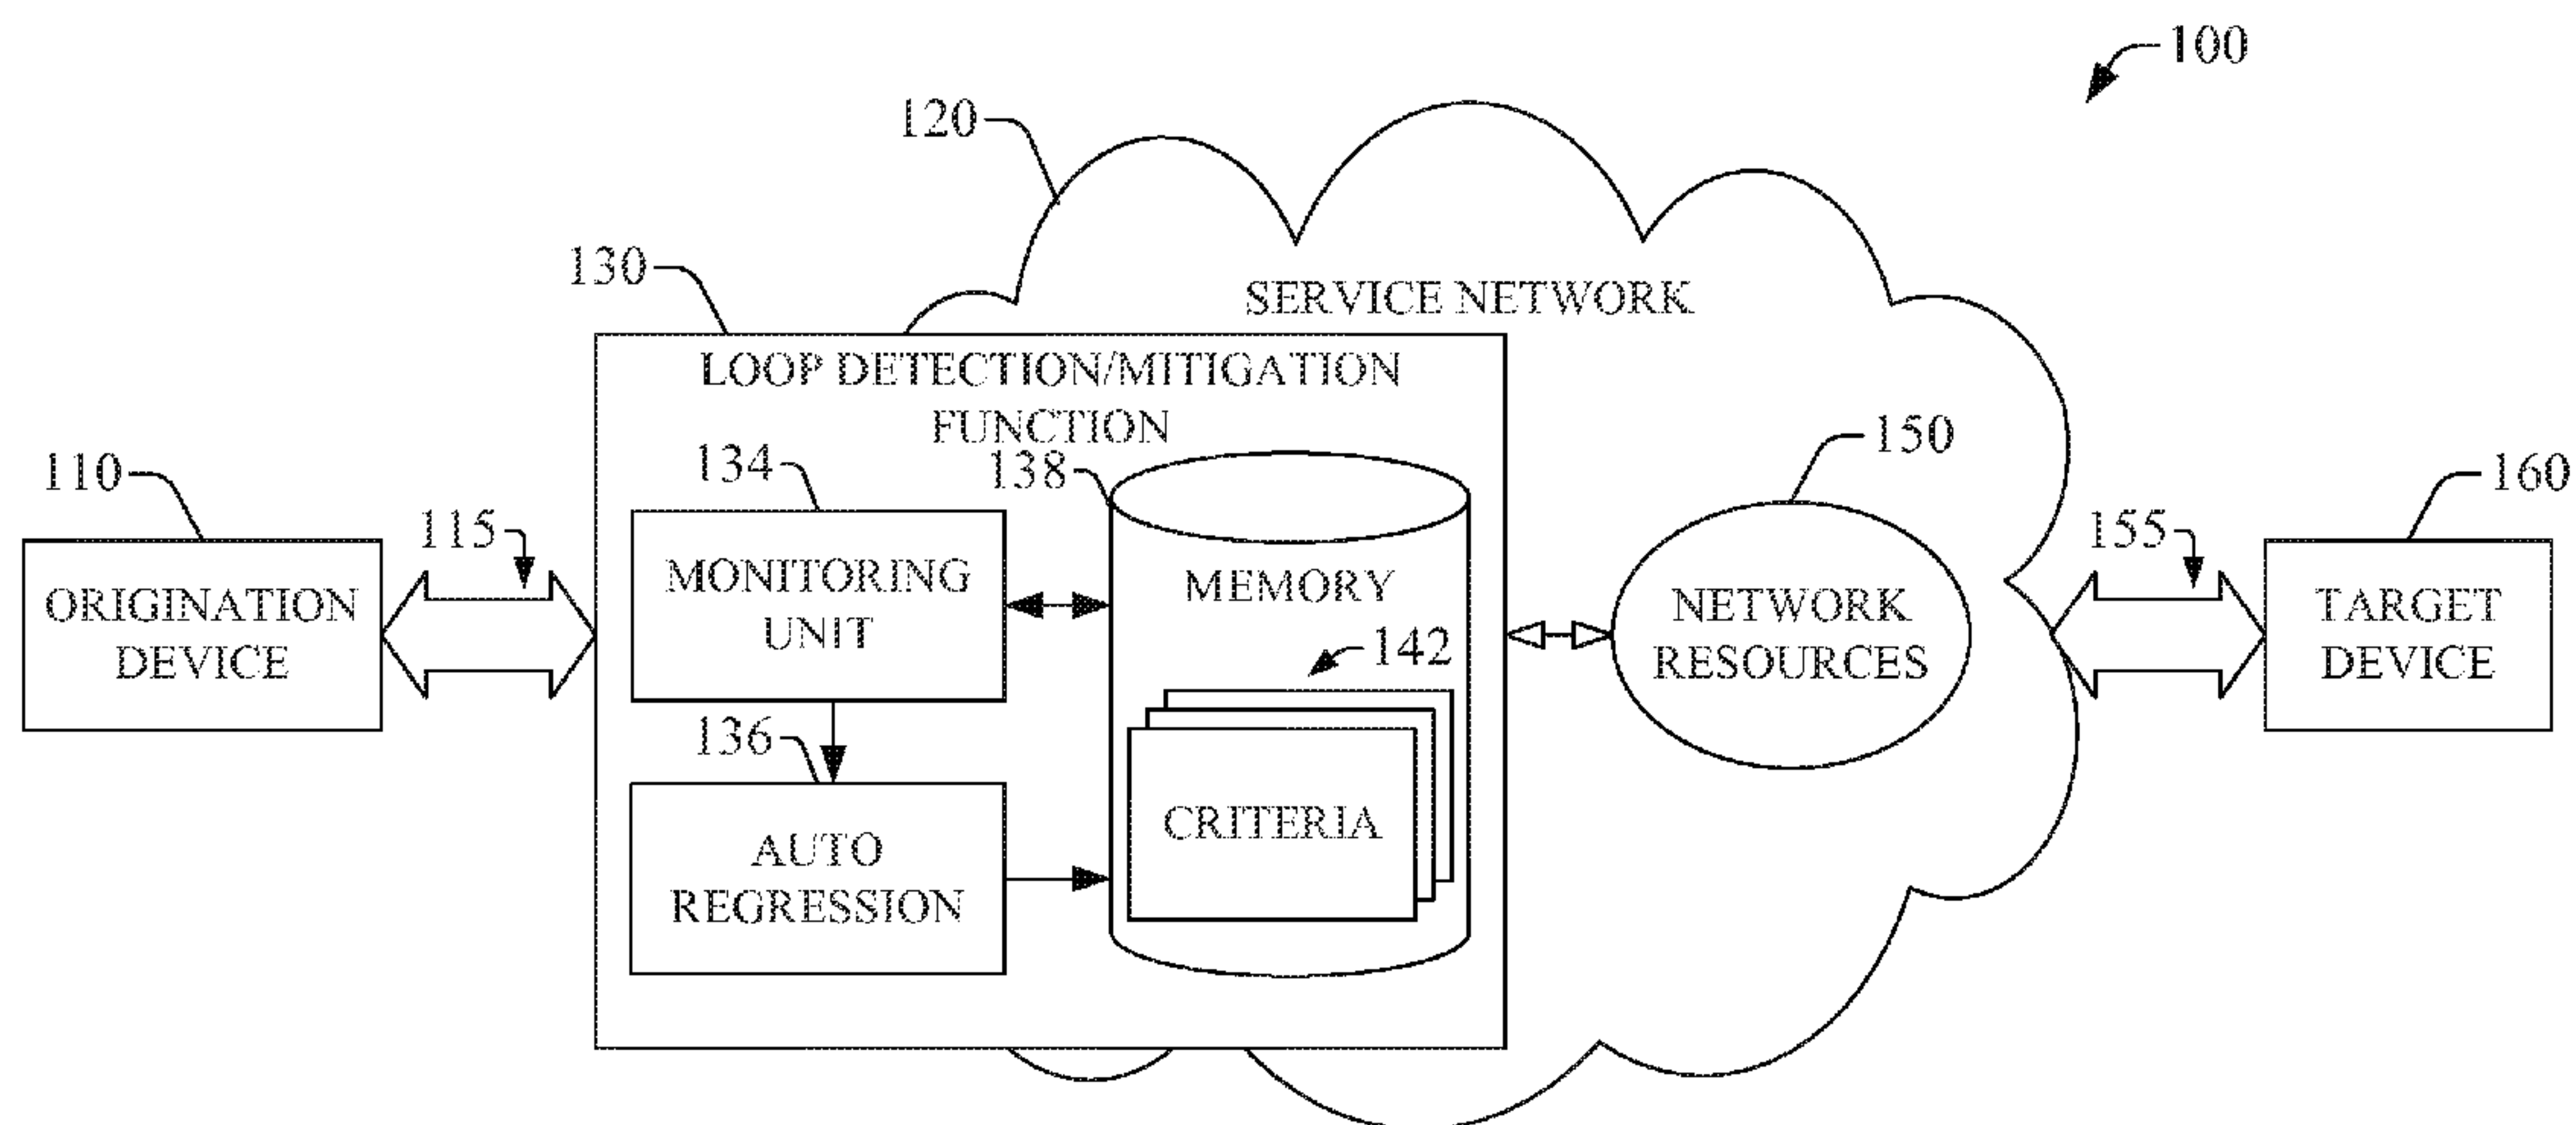 100
120
130
SERVICE NETWORK
LOOP DETECTION/MITIGATION
FUNCTION
110
134
138
150
160
115
155
ORIGINATION
DEVICE
MONITORING
UNIT
MEMORY
142
NETWORK
RESOURCES
TARGET
DEVICE
136
AUTO
REGRESSION
CRITERIA